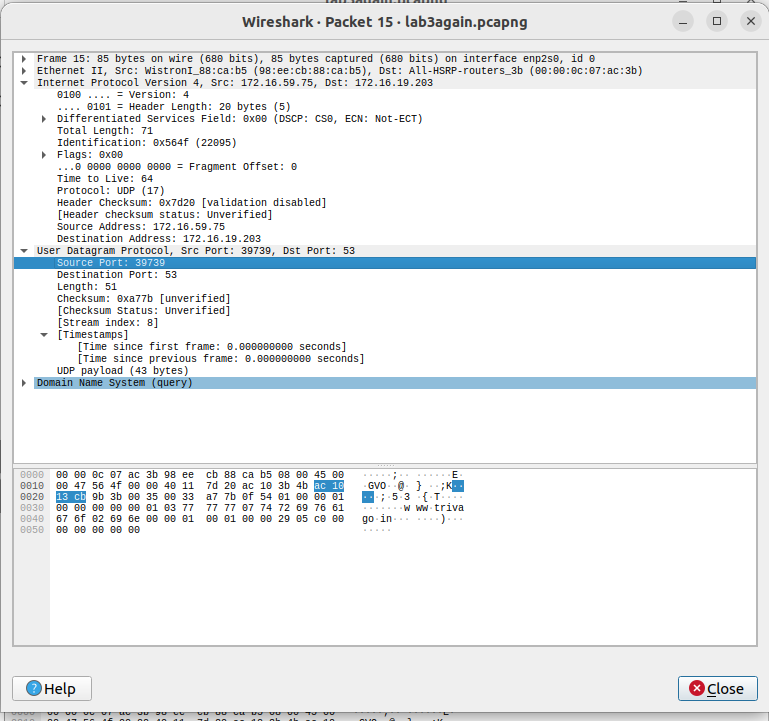 Wireshark · Packet 15 · lab3again.pcapng
Frame 15: 85 bytes on wire (680 bits), 85 bytes captured (680 bits) on interface enp2s0, id 0
Ethernet II, Src: WistronI_88:ca:b5 (98:ee:cb:88:ca:b5), Dst: All-HSRP-routers_3b (00:00:0c:07:ac:3b)
Internet Protocol Version 4, Src: 172.16.59.75, Dst: 172.16.19.203
0100 .... = Version: 4
.... 0101 = Header Length: 20 bytes (5)
Differentiated Services Field: 0x00 (DSCP: CS0, ECN: Not-ECT)
Total Length: 71
Identification: 0x564f (22095)
Flags: 0x00
...0 0000 0000 0000 = Fragment Offset: 0
Time to Live: 64
Protocol: UDP (17)
Header Checksum: 0x7d20 [validation disabled]
[Header checksum status: Unverified]
Source Address: 172.16.59.75
Destination Address: 172.16.19.203
User Datagram Protocol, Src Port: 39739, Dst Port: 53
Source Port: 39739
Destination Port: 53
Length: 51
Checksum: 0xa77b [unverified]
[Checksum Status: Unverified]
[Stream index: 8]
[Timestamps]
[Time since first frame: 0.000000000 seconds]
[Time since previous frame: 0.000000000 seconds]
UDP payload (43 bytes)
Domain Name System (query)
0000 00 00 0c 07 ac 3b 98 ee cb 88 ca b5 08 00 45 00 ·····;·· ······E·
0010 00 47 56 4f 00 00 40 11 7d 20 ac 10 3b 4b ac 10 ·GVO··@· } ··;K··
0020 13 cb 9b 3b 00 35 00 33 a7 7b 0f 54 01 00 00 01 ···;·5·3 ·{·T····
0030 00 00 00 00 00 01 03 77 77 77 07 74 72 69 76 61 ·······w ww·triva
0040 67 6f 02 69 6e 00 00 01 00 01 00 00 29 05 c0 00 go·in··· ····)···
0050 00 00 00 00 00 ·····
Help
Close